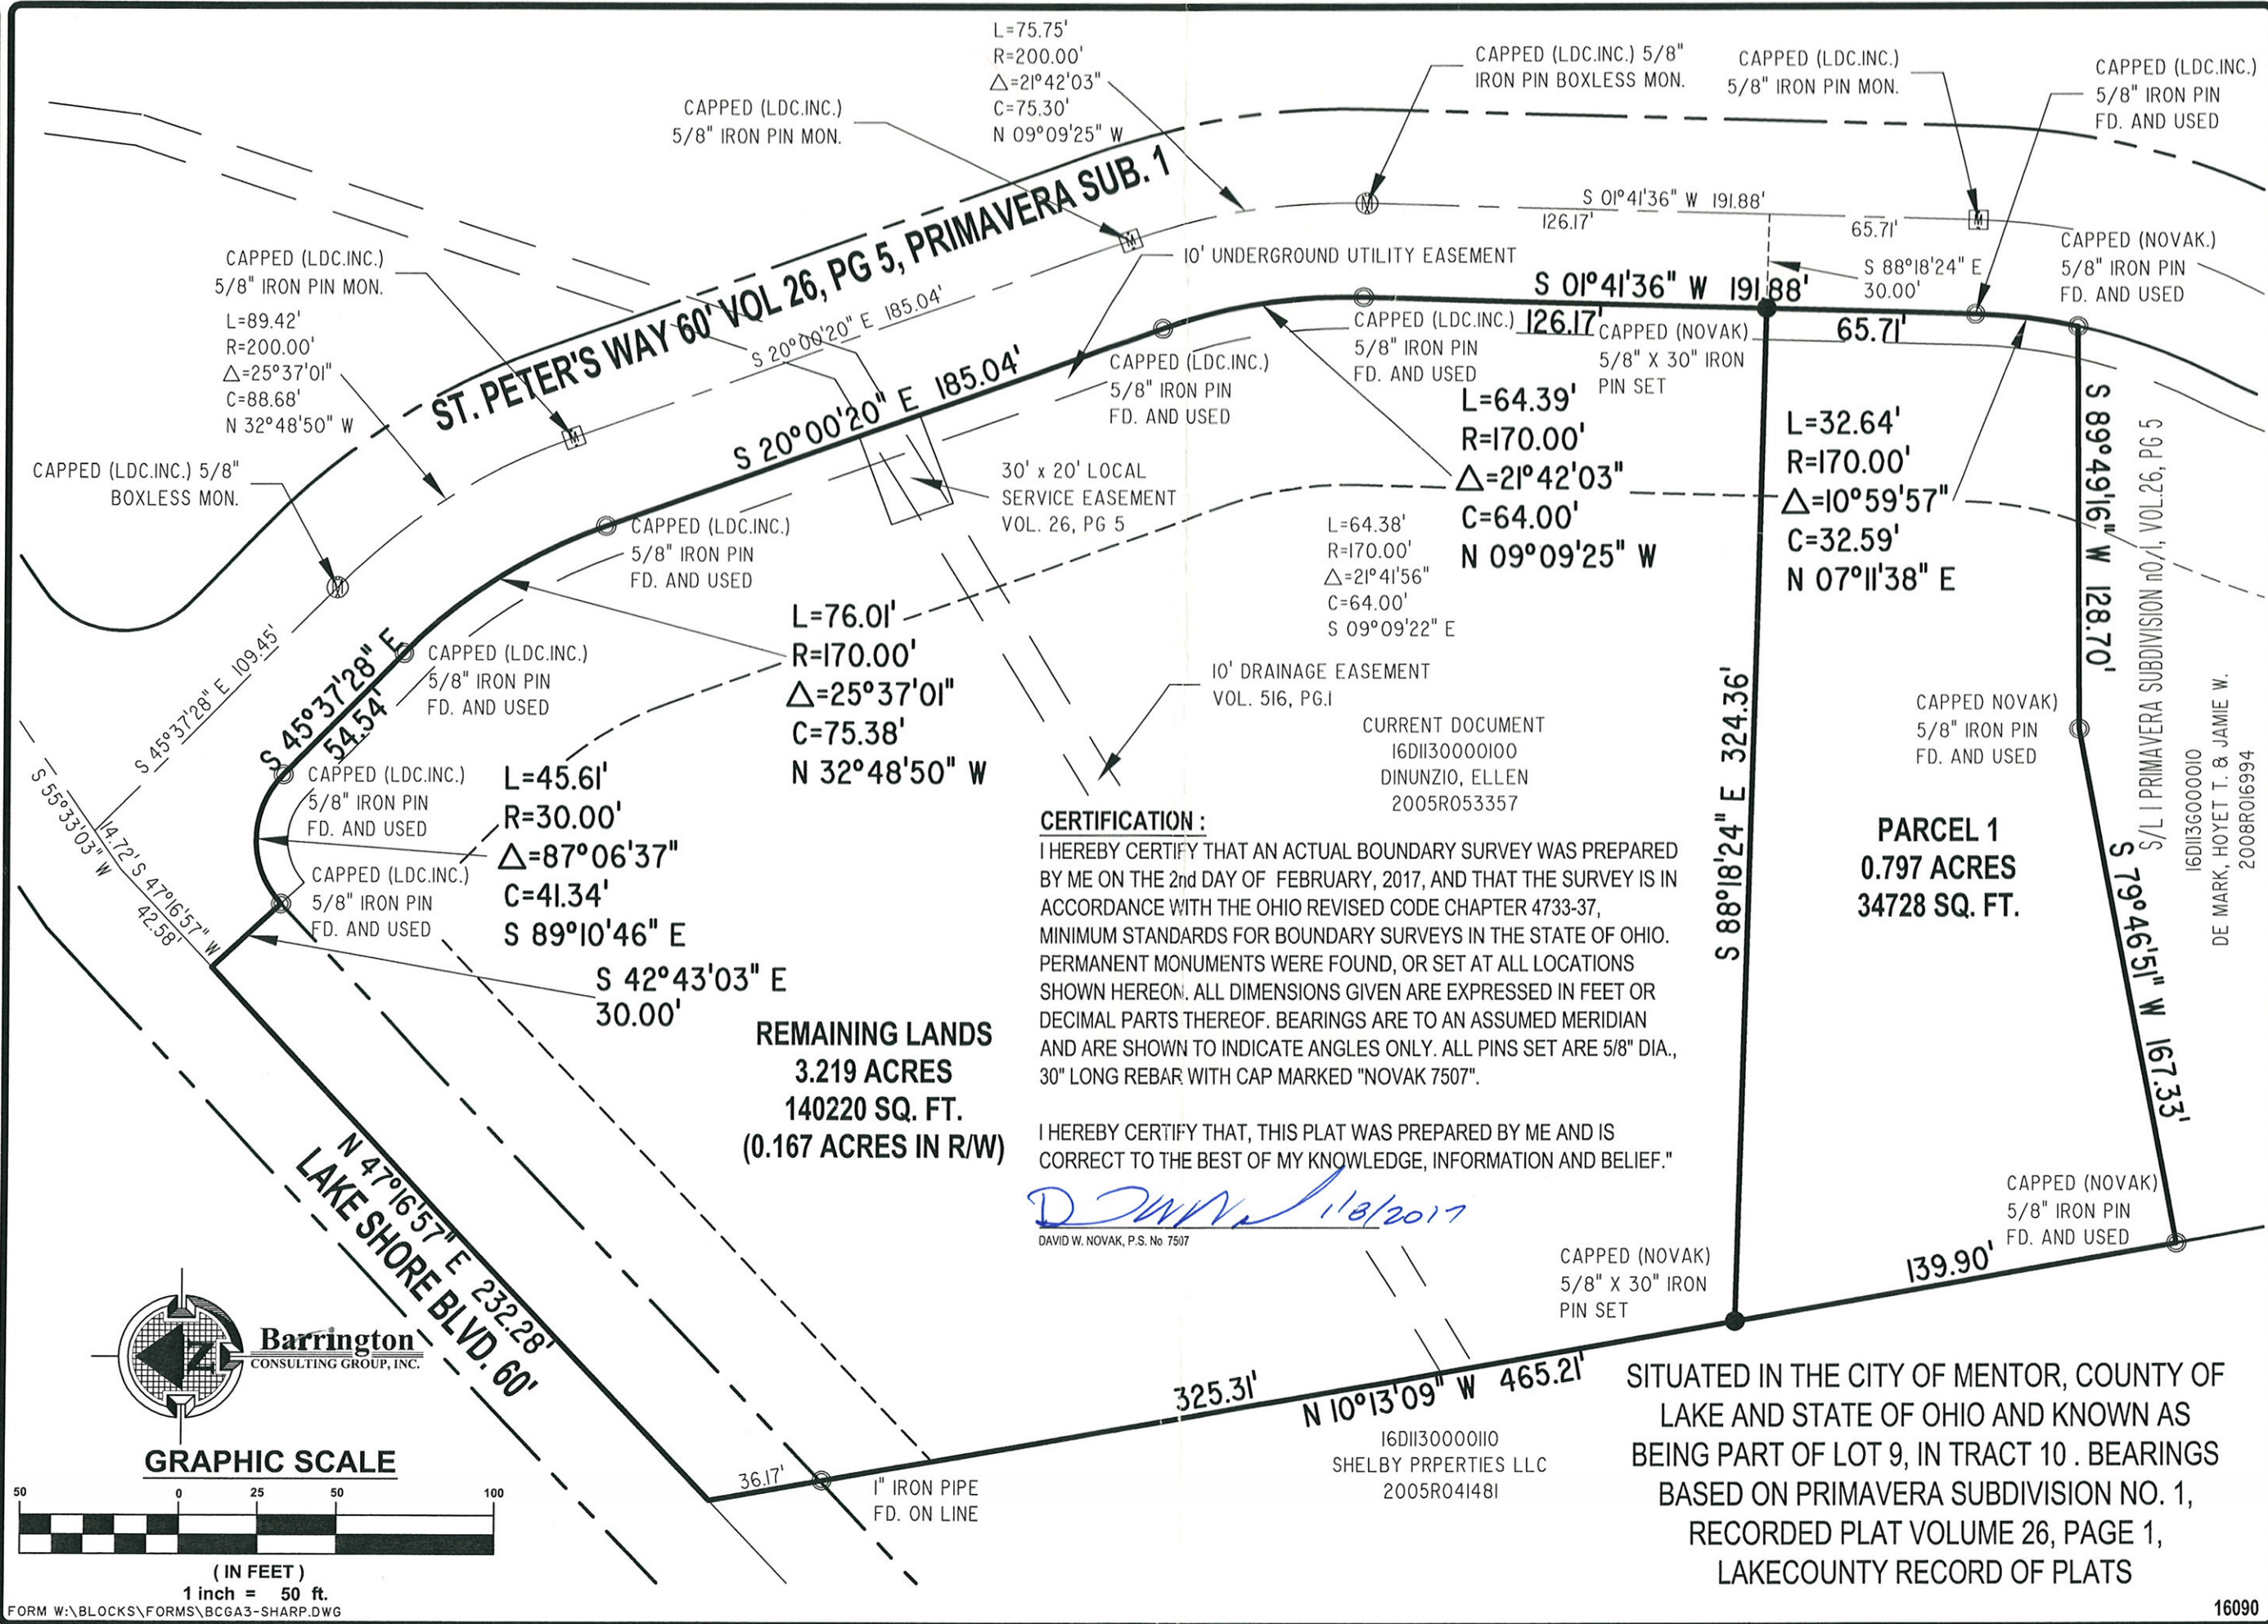 L=75.75'
R=200.00'
△=21°42'03"
C=75.30'
N 09°09'25" W
CAPPED (LDC.INC.)
5/8" IRON PIN MON.
CAPPED (LDC.INC.) 5/8"
IRON PIN BOXLESS MON.
CAPPED (LDC.INC.)
5/8" IRON PIN MON.
CAPPED (LDC.INC.)
5/8" IRON PIN
FD. AND USED
ST. PETER'S WAY 60' VOL 26, PG 5, PRIMAVERA SUB. 1
S 01°41'36" W 191.88'
126.17'
65.71'
M
M
M
M
M
CAPPED (LDC.INC.)
5/8" IRON PIN MON.
10' UNDERGROUND UTILITY EASEMENT
S 88°18'24" E
30.00'
CAPPED (NOVAK.)
5/8" IRON PIN
FD. AND USED
L=89.42'
R=200.00'
△=25°37'01"
C=88.68'
N 32°48'50" W
S 20°00'20" E 185.04'
S 01°41'36" W 191.88'
126.17'
65.71'
CAPPED (LDC.INC.)
5/8" IRON PIN
FD. AND USED
CAPPED (NOVAK)
5/8" X 30" IRON
PIN SET
CAPPED (LDC.INC.)
5/8" IRON PIN
FD. AND USED
S 20°00'20" E 185.04'
CAPPED (LDC.INC.) 5/8"
BOXLESS MON.
30' x 20' LOCAL
SERVICE EASEMENT
VOL. 26, PG 5
L=64.39'
R=170.00'
△=21°42'03"
C=64.00'
N 09°09'25" W
L=32.64'
R=170.00'
△=10°59'57"
C=32.59'
N 07°11'38" E
S 89°49'16" W 128.70'
S/L 1 PRIMAVERA SUBDIVISION nO/1, VOL.26, PG 5
16D113G000010
DE MARK, HOYET T. & JAMIE W.
2008R016994
CAPPED (LDC.INC.)
5/8" IRON PIN
FD. AND USED
L=64.38'
R=170.00'
△=21°41'56"
C=64.00'
S 09°09'22" E
L=76.01'
R=170.00'
△=25°37'01"
C=75.38'
N 32°48'50" W
S 45°37'28" E 109.45'
S 45°37'28" E
54.54'
CAPPED (LDC.INC.)
5/8" IRON PIN
FD. AND USED
10' DRAINAGE EASEMENT
VOL. 516, PG.1
CURRENT DOCUMENT
16D1130000100
DINUNZIO, ELLEN
2005R053357
S 88°18'24" E 324.36'
CAPPED NOVAK)
5/8" IRON PIN
FD. AND USED
S 55°33'03" W
14.72'
S 47°16'57" W
42.58'
CAPPED (LDC.INC.)
5/8" IRON PIN
FD. AND USED
L=45.61'
R=30.00'
△=87°06'37"
C=41.34'
S 89°10'46" E
CAPPED (LDC.INC.)
5/8" IRON PIN
FD. AND USED
S 42°43'03" E
30.00'
PARCEL 1
0.797 ACRES
34728 SQ. FT.
S 79°46'51" W 167.33'
CERTIFICATION :
I HEREBY CERTIFY THAT AN ACTUAL BOUNDARY SURVEY WAS PREPARED
BY ME ON THE 2nd DAY OF FEBRUARY, 2017, AND THAT THE SURVEY IS IN
ACCORDANCE WITH THE OHIO REVISED CODE CHAPTER 4733-37,
MINIMUM STANDARDS FOR BOUNDARY SURVEYS IN THE STATE OF OHIO.
PERMANENT MONUMENTS WERE FOUND, OR SET AT ALL LOCATIONS
SHOWN HEREON. ALL DIMENSIONS GIVEN ARE EXPRESSED IN FEET OR
DECIMAL PARTS THEREOF. BEARINGS ARE TO AN ASSUMED MERIDIAN
AND ARE SHOWN TO INDICATE ANGLES ONLY. ALL PINS SET ARE 5/8" DIA.,
30" LONG REBAR WITH CAP MARKED "NOVAK 7507".
I HEREBY CERTIFY THAT, THIS PLAT WAS PREPARED BY ME AND IS
CORRECT TO THE BEST OF MY KNOWLEDGE, INFORMATION AND BELIEF."
1/8/2017
DAVID W. NOVAK, P.S. No 7507
REMAINING LANDS
3.219 ACRES
140220 SQ. FT.
(0.167 ACRES IN R/W)
N 47°16'57" E 232.28'
LAKE SHORE BLVD. 60'
CAPPED (NOVAK)
5/8" IRON PIN
FD. AND USED
CAPPED (NOVAK)
5/8" X 30" IRON
PIN SET
139.90'
325.31'
N 10°13'09" W 465.21'
36.17'
1" IRON PIPE
FD. ON LINE
16D1130000110
SHELBY PRPERTIES LLC
2005R041481
Z
Barrington
CONSULTING GROUP, INC.
GRAPHIC SCALE
50 0 25 50 100
( IN FEET )
1 inch = 50 ft.
FORM W:\BLOCKS\FORMS\BCGA3-SHARP.DWG
SITUATED IN THE CITY OF MENTOR, COUNTY OF
LAKE AND STATE OF OHIO AND KNOWN AS
BEING PART OF LOT 9, IN TRACT 10 . BEARINGS
BASED ON PRIMAVERA SUBDIVISION NO. 1,
RECORDED PLAT VOLUME 26, PAGE 1,
LAKECOUNTY RECORD OF PLATS
16090